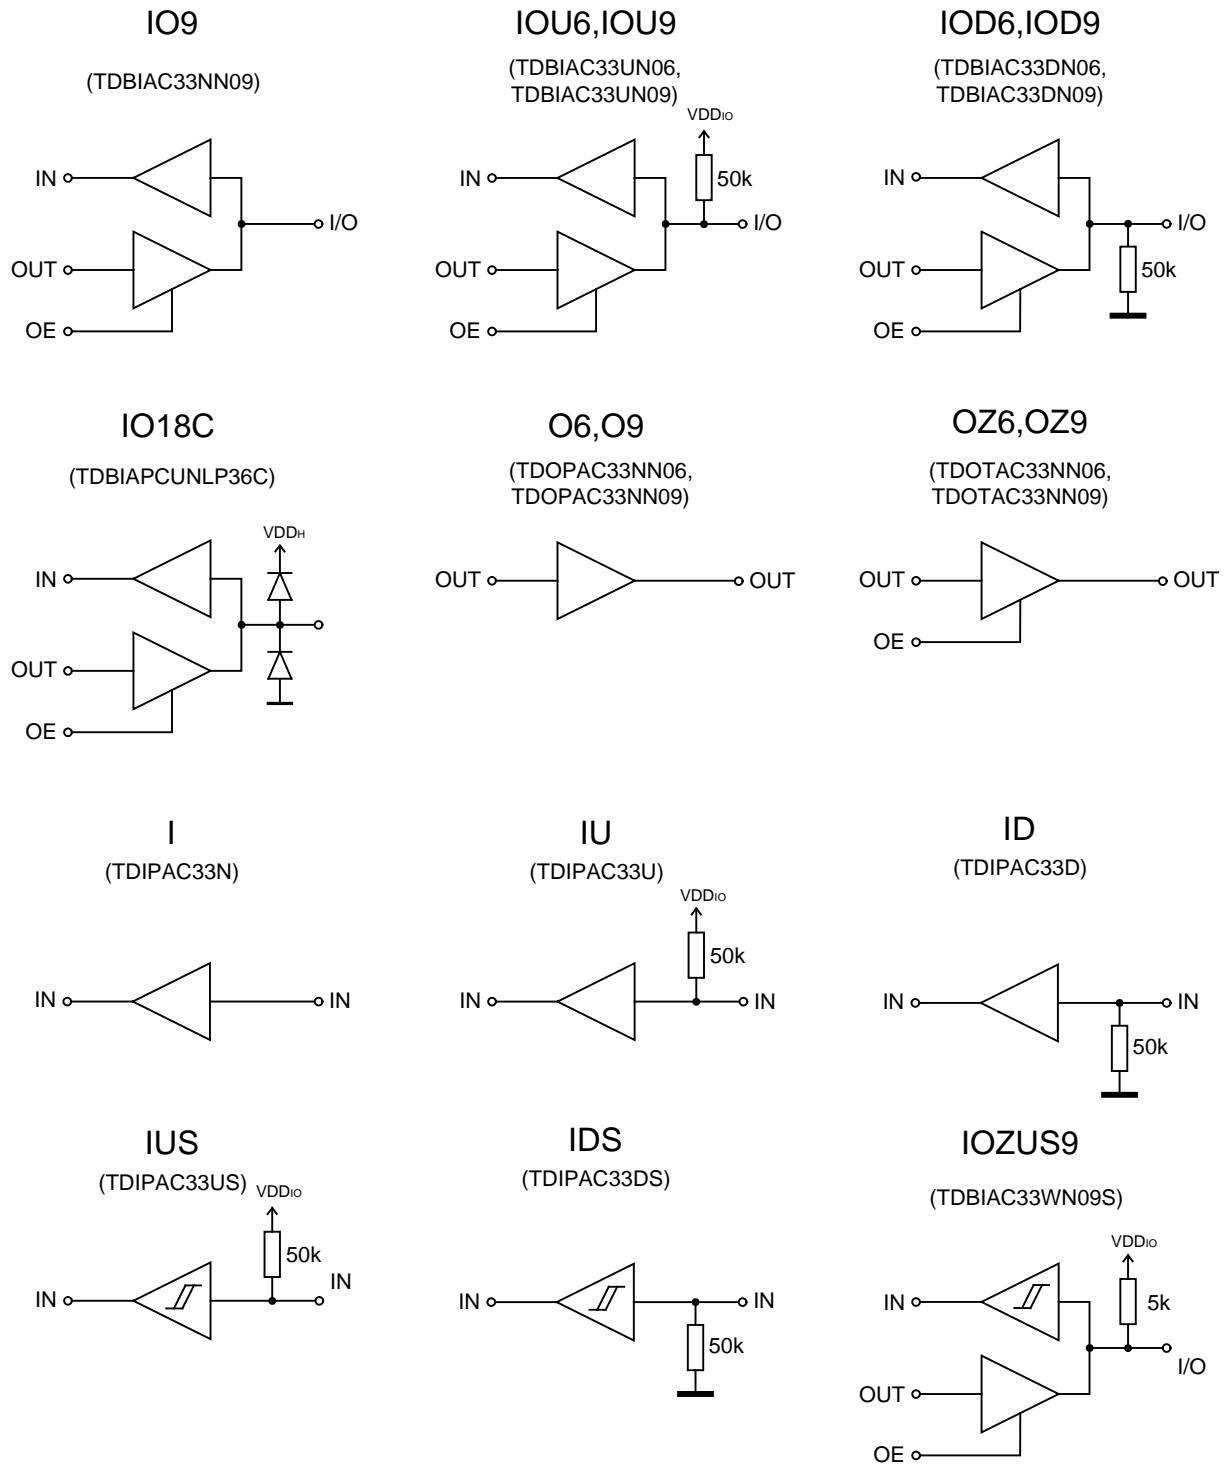 IO9
(TDBIAC33NN09)
IN
I/O
OUT
OE
IOU6,IOU9
(TDBIAC33UN06,
TDBIAC33UN09)
VDDIO
50k
IN
I/O
OUT
OE
IOD6,IOD9
(TDBIAC33DN06,
TDBIAC33DN09)
IN
I/O
50k
OUT
OE
IO18C
(TDBIAPCUNLP36C)
VDDH
IN
OUT
OE
O6,O9
(TDOPAC33NN06,
TDOPAC33NN09)
OUT
OUT
OZ6,OZ9
(TDOTAC33NN06,
TDOTAC33NN09)
OUT
OUT
OE
I
(TDIPAC33N)
IN
IN
IU
(TDIPAC33U)
VDDIO
50k
IN
IN
ID
(TDIPAC33D)
IN
IN
50k
IUS
(TDIPAC33US)
VDDIO
50k
IN
IN
IDS
(TDIPAC33DS)
IN
IN
50k
IOZUS9
(TDBIAC33WN09S)
VDDIO
5k
IN
I/O
OUT
OE